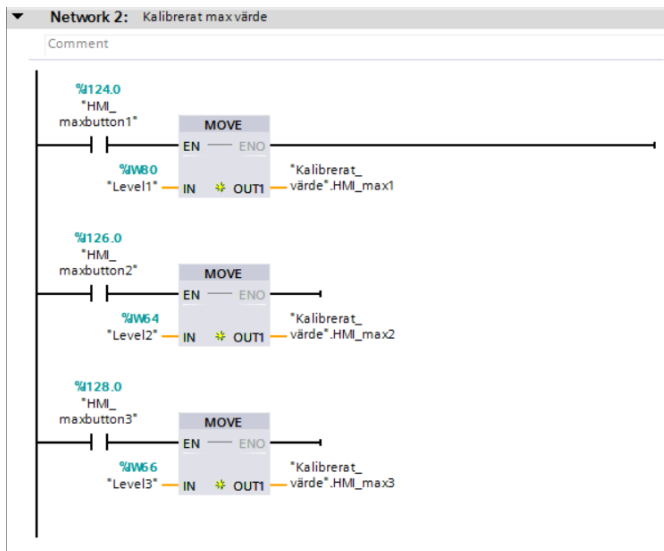 Network 2: Kalibrerat max värde
Comment
%I124.0
"HMI_
maxbutton1"
MOVE
EN ENO
%IW80
"Level1" IN OUT1
"Kalibrerat_
värde".HMI_max1
%I126.0
"HMI_
maxbutton2"
MOVE
EN ENO
%IW64
"Level2" IN OUT1
"Kalibrerat_
värde".HMI_max2
%I128.0
"HMI_
maxbutton3"
MOVE
EN ENO
%IW66
"Level3" IN OUT1
"Kalibrerat_
värde".HMI_max3